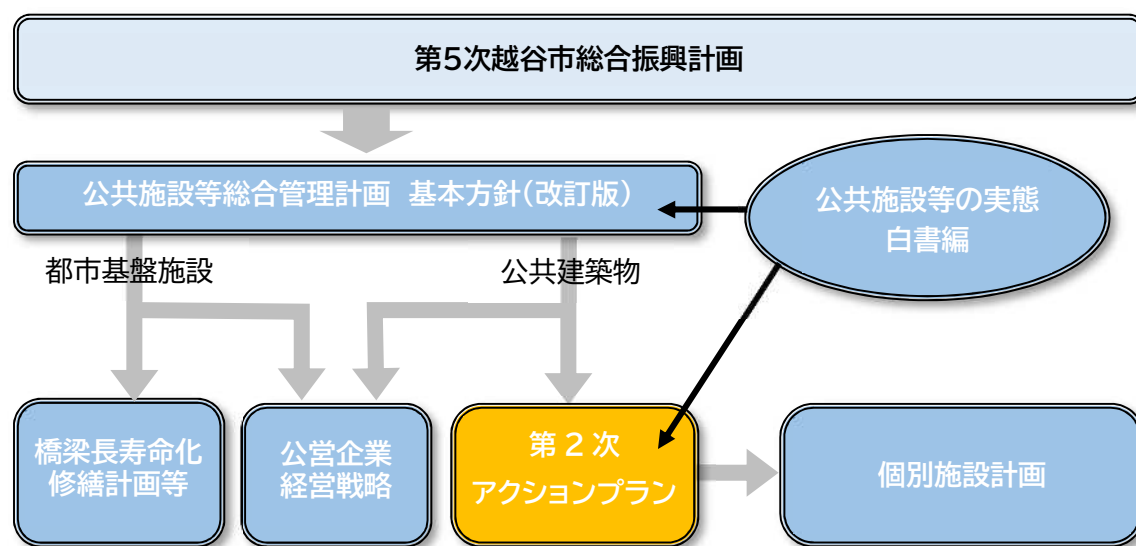 第5次越谷市総合振興計画
公共施設等総合管理計画 基本方針(改訂版)
公共施設等の実態
白書編
都市基盤施設
公共建築物
橋梁長寿命化
修繕計画等
公営企業
経営戦略
第2次
アクションプラン
個別施設計画